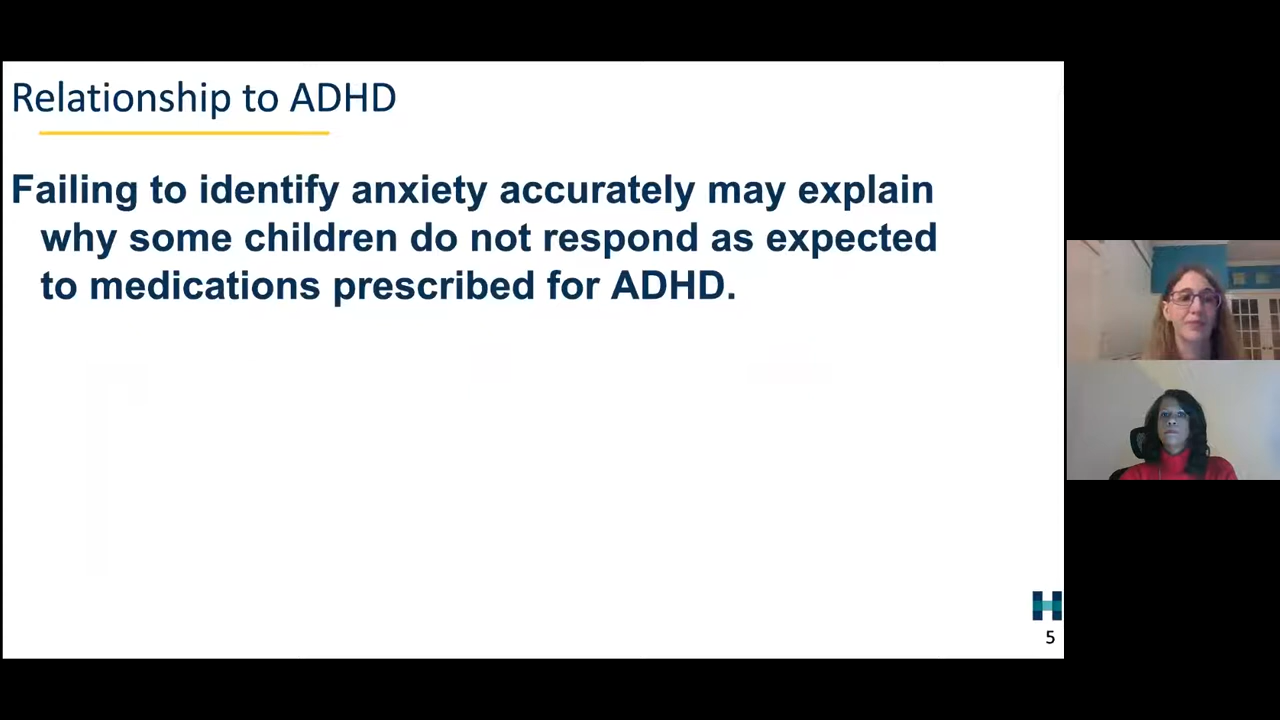 Relationship to ADHD
Failing to identify anxiety accurately may explain
why some children do not respond as expected
to medications prescribed for ADHD.
H
5